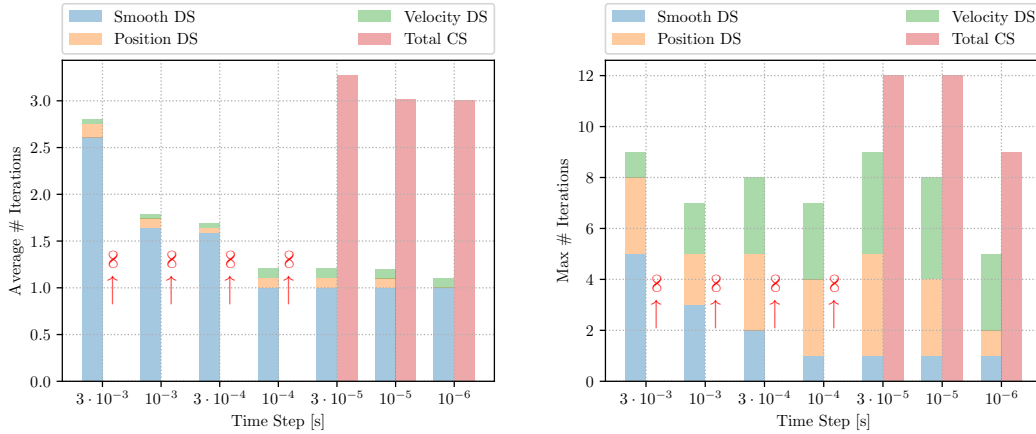 Smooth DS
Position DS
Velocity DS
Total CS
Average # Iterations
3.0
2.5
2.0
1.5
1.0
0.5
0.0
→ ∞
→ ∞
→ ∞
→ ∞
3 · 10⁻³
10⁻³
3 · 10⁻⁴
10⁻⁴
3 · 10⁻⁵
10⁻⁵
10⁻⁶
Time Step [s]
Smooth DS
Position DS
Velocity DS
Total CS
Max # Iterations
12
10
8
6
4
2
0
→ ∞
→ ∞
→ ∞
→ ∞
3 · 10⁻³
10⁻³
3 · 10⁻⁴
10⁻⁴
3 · 10⁻⁵
10⁻⁵
10⁻⁶
Time Step [s]